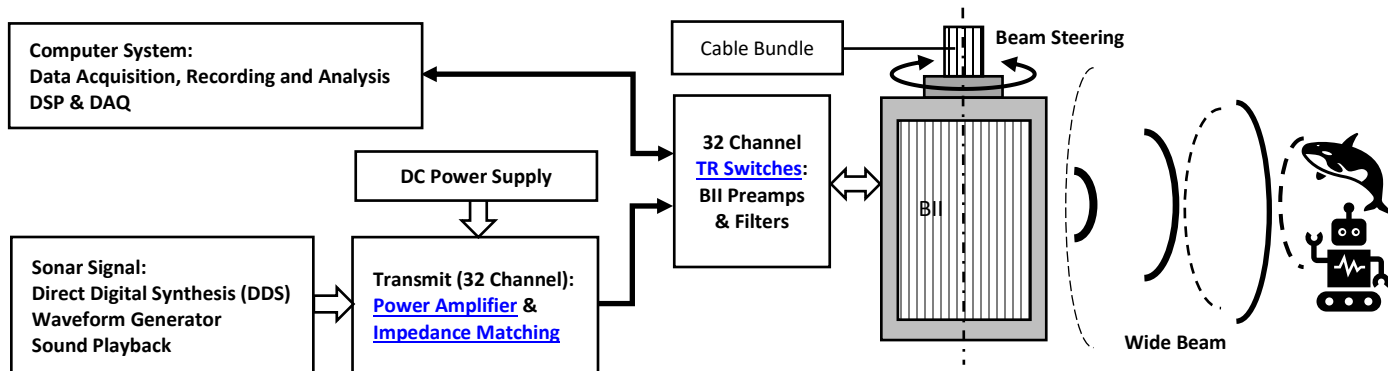 Computer System:
Data Acquisition, Recording and Analysis
DSP & DAQ
Cable Bundle
Beam Steering
DC Power Supply
32 Channel
TR Switches:
BII Preamps
& Filters
BII
Sonar Signal:
Direct Digital Synthesis (DDS)
Waveform Generator
Sound Playback
Transmit (32 Channel):
Power Amplifier &
Impedance Matching
Wide Beam